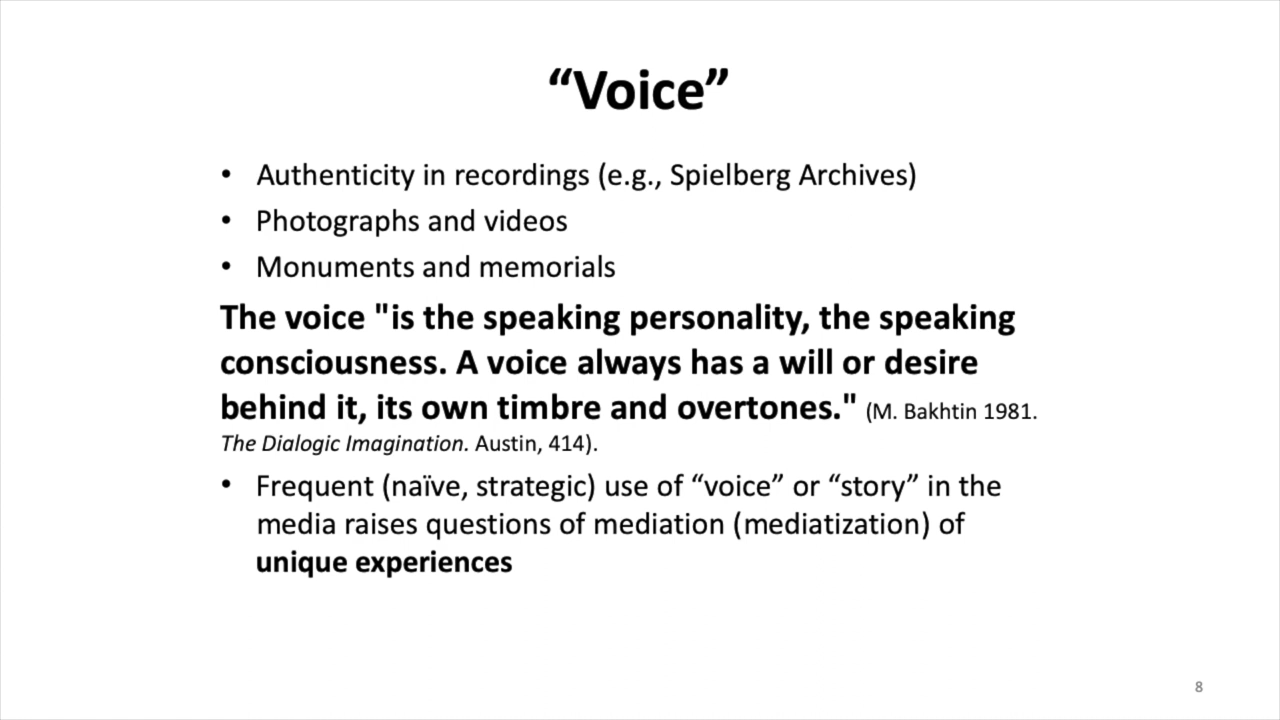 “Voice”
• Authenticity in recordings (e.g., Spielberg Archives)
• Photographs and videos
• Monuments and memorials
The voice "is the speaking personality, the speaking
consciousness. A voice always has a will or desire
behind it, its own timbre and overtones." (M. Bakhtin 1981.
The Dialogic Imagination. Austin, 414).
• Frequent (naïve, strategic) use of “voice” or “story” in the
media raises questions of mediation (mediatization) of
unique experiences
8